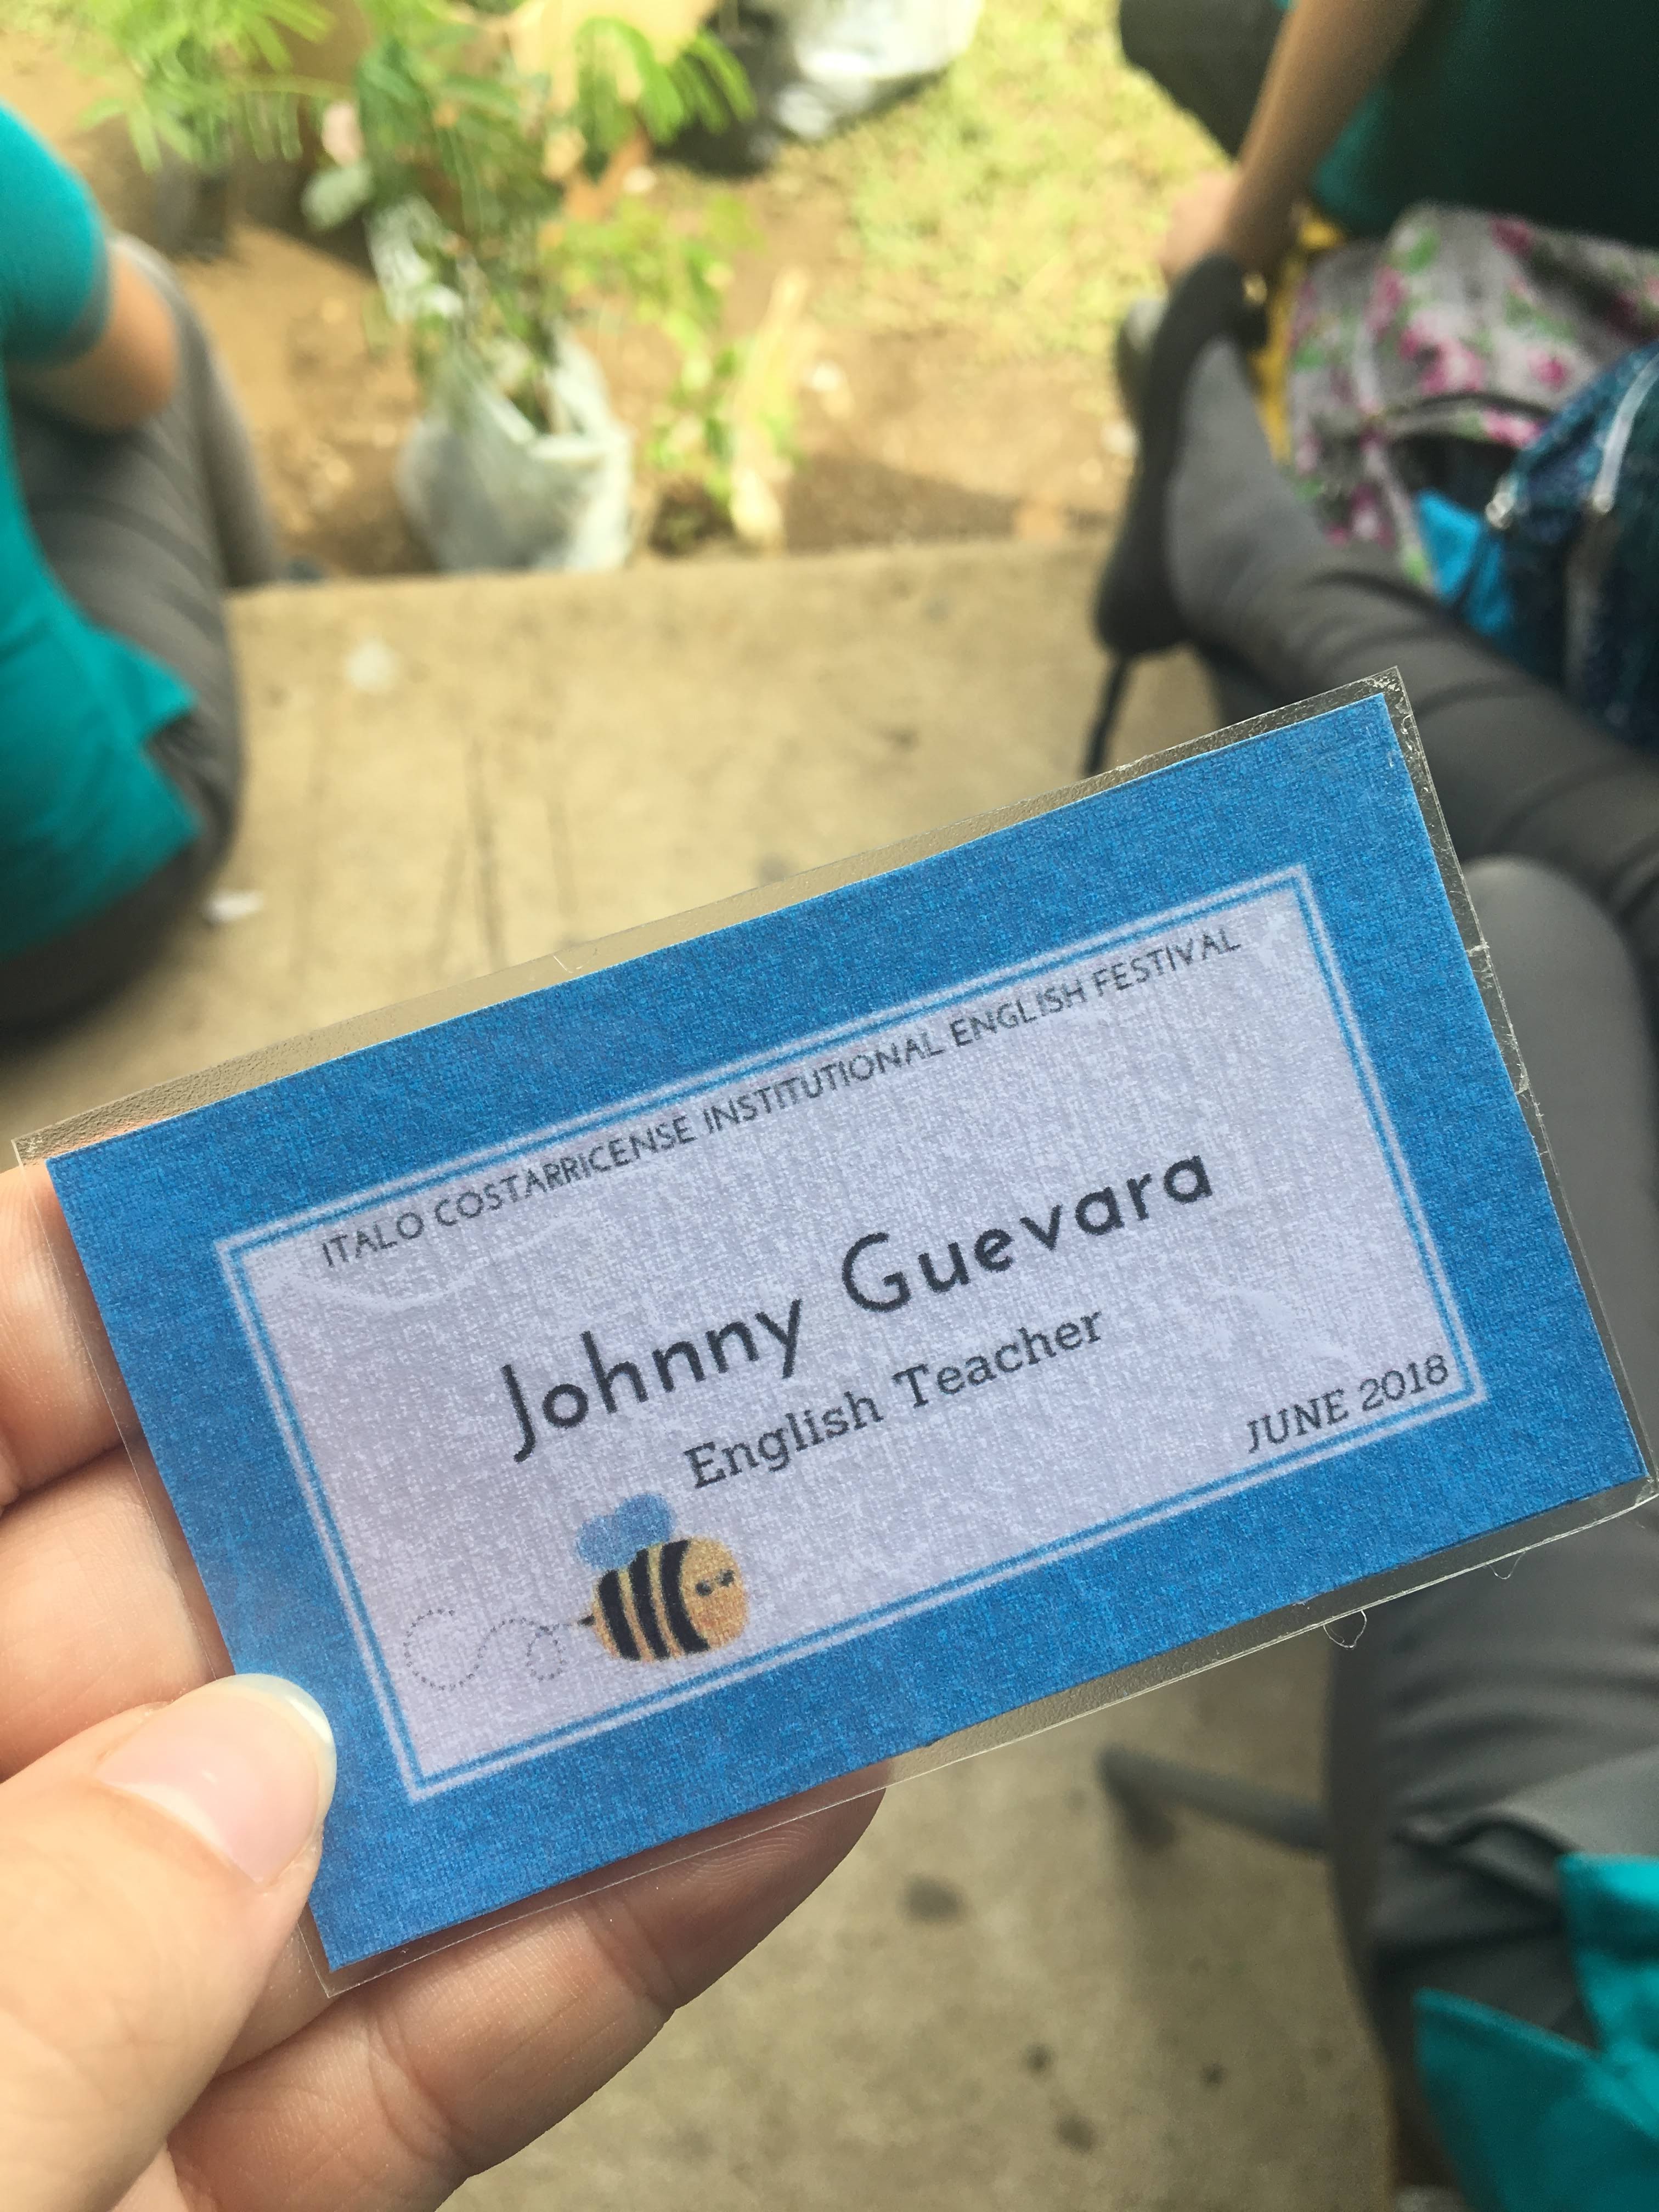 ITALO COSTARRICENSE INSTITUTIONAL ENGLISH FESTIVAL
Johnny Guevara
English Teacher
JUNE 2018